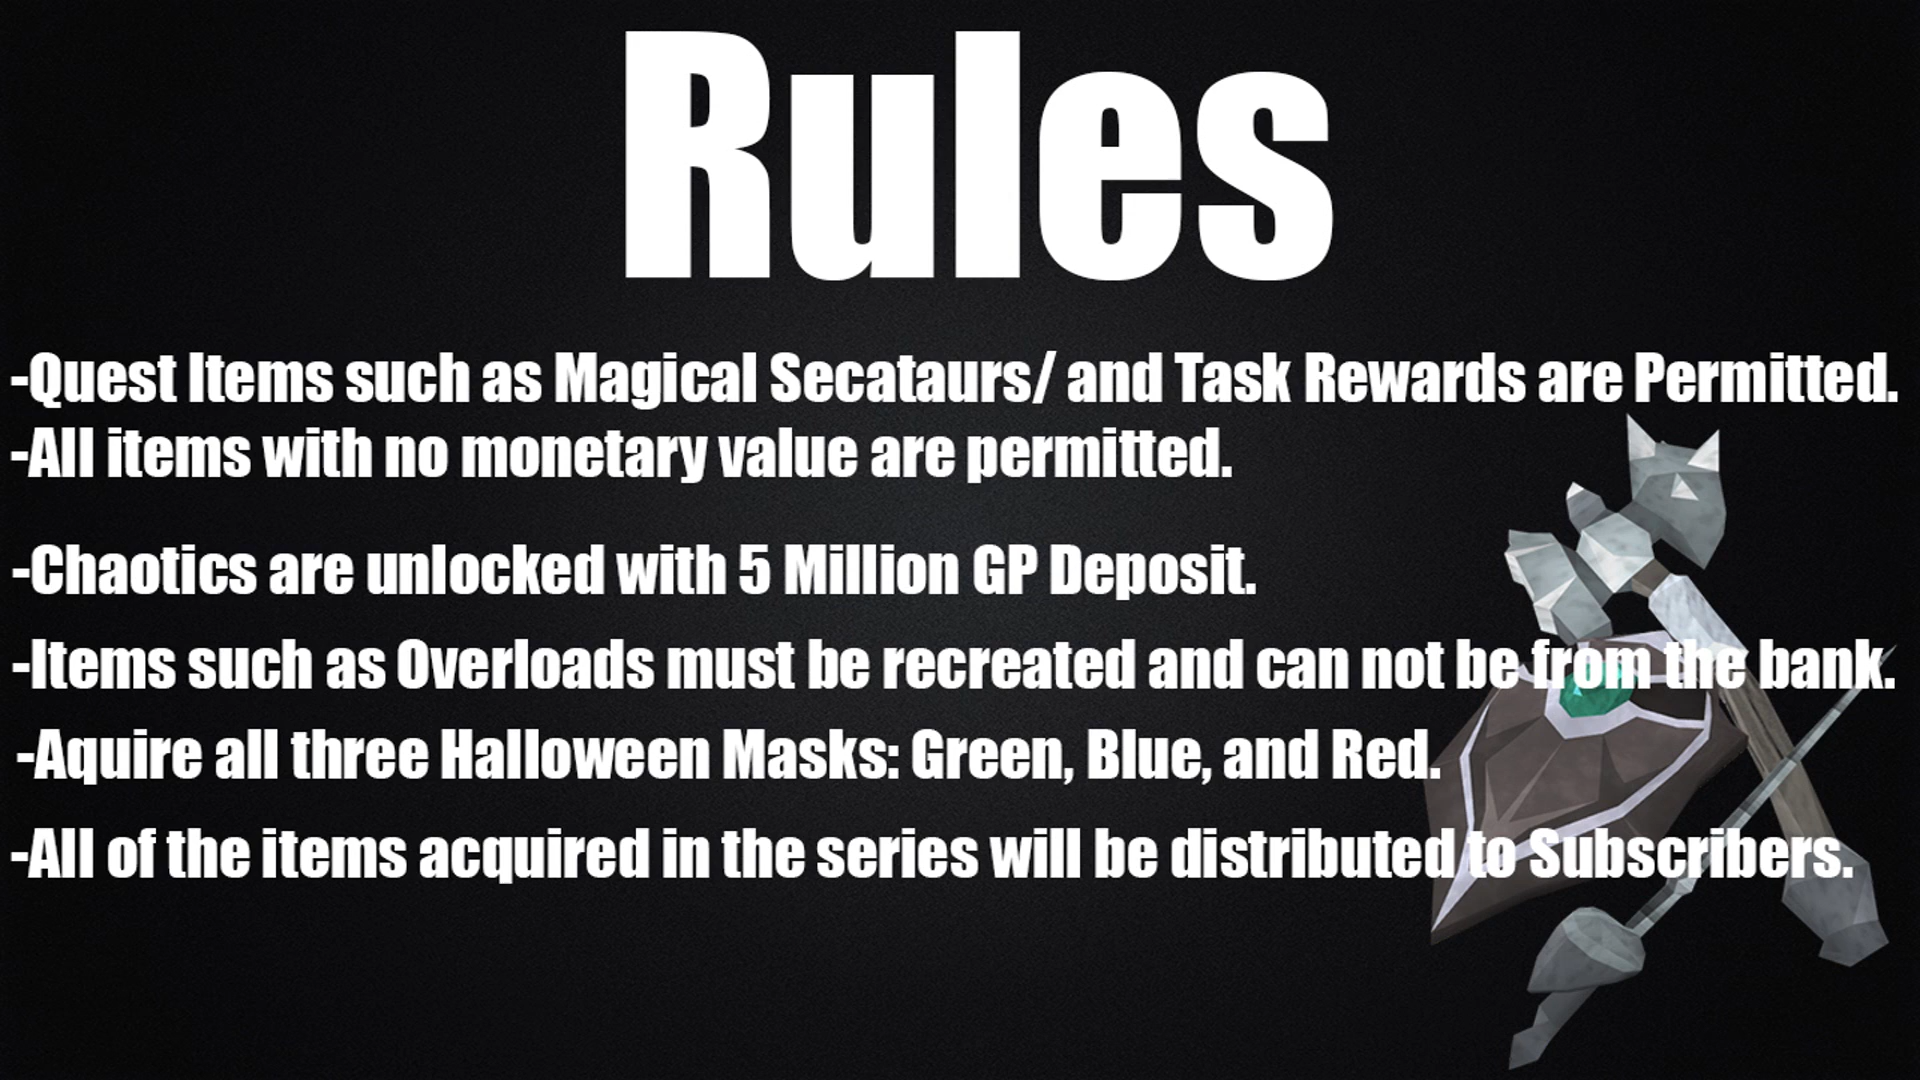 Rules
-Quest Items such as Magical Secataurs/ and Task Rewards are Permitted.
-All items with no monetary value are permitted.
-Chaotics are unlocked with 5 Million GP Deposit.
-Items such as Overloads must be recreated and can not be from the bank.
-Aquire all three Halloween Masks: Green, Blue, and Red.
-All of the items acquired in the series will be distributed to Subscribers.